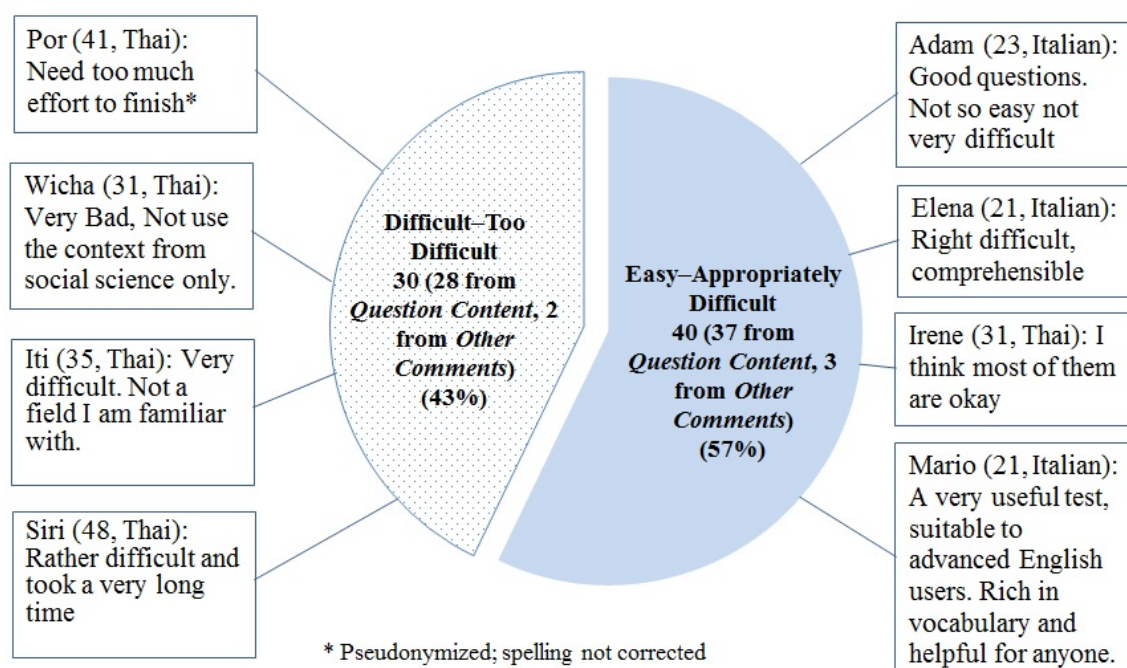 Por (41, Thai):
Need too much
effort to finish*
Wicha (31, Thai):
Very Bad, Not use
the context from
social science only.
Iti (35, Thai): Very
difficult. Not a
field I am familiar
with.
Siri (48, Thai):
Rather difficult and
took a very long
time
Difficult–Too
Difficult
30 (28 from
Question Content, 2
from Other
Comments)
(43%)
Easy–Appropriately
Difficult
40 (37 from
Question Content, 3
from Other
Comments)
(57%)
Adam (23, Italian):
Good questions.
Not so easy not
very difficult
Elena (21, Italian):
Right difficult,
comprehensible
Irene (31, Thai): I
think most of them
are okay
Mario (21, Italian):
A very useful test,
suitable to
advanced English
users. Rich in
vocabulary and
helpful for anyone.
* Pseudonymized; spelling not corrected